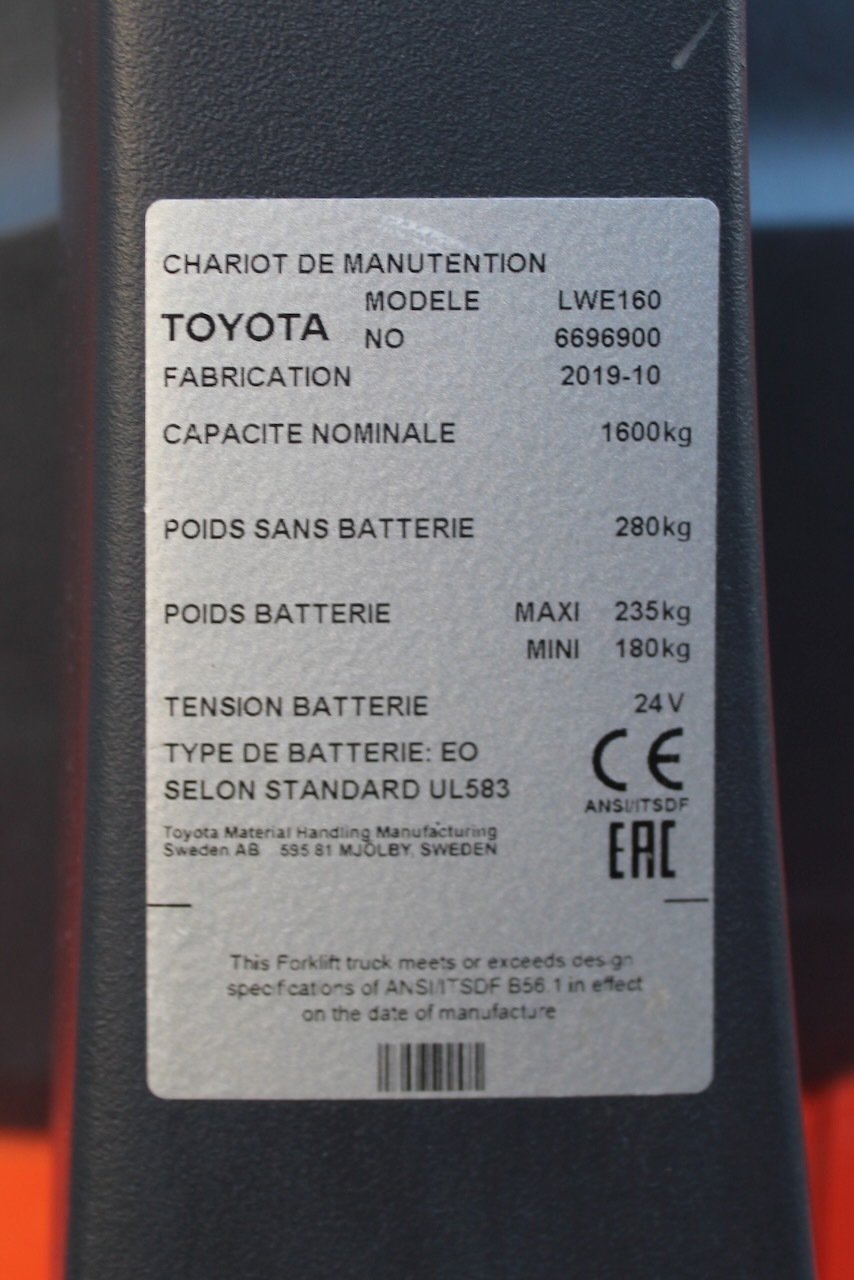 CHARIOT DE MANUTENTION
MODELE LWE160
TOYOTA
NO 6696900
FABRICATION 2019-10
CAPACITE NOMINALE 1600kg
POIDS SANS BATTERIE 280kg
POIDS BATTERIE MAXI 235kg
MINI 180kg
TENSION BATTERIE 24V
TYPE DE BATTERIE: EO
SELON STANDARD UL583
CE
ANSI/ITSDF
EAC
Toyota Material Handling Manufacturing
Sweden AB 595 81 MJÖLBY, SWEDEN
This Forklift truck meets or exceeds design
specifications of ANSI/ITSDF B56.1 in effect
on the date of manufacture